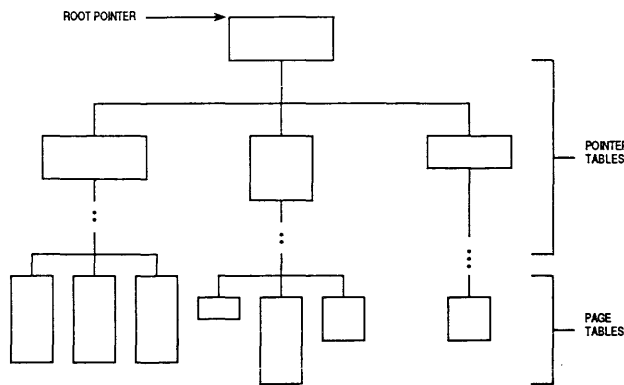 ROOT POINTER
POINTER
TABLES
PAGE
TABLES